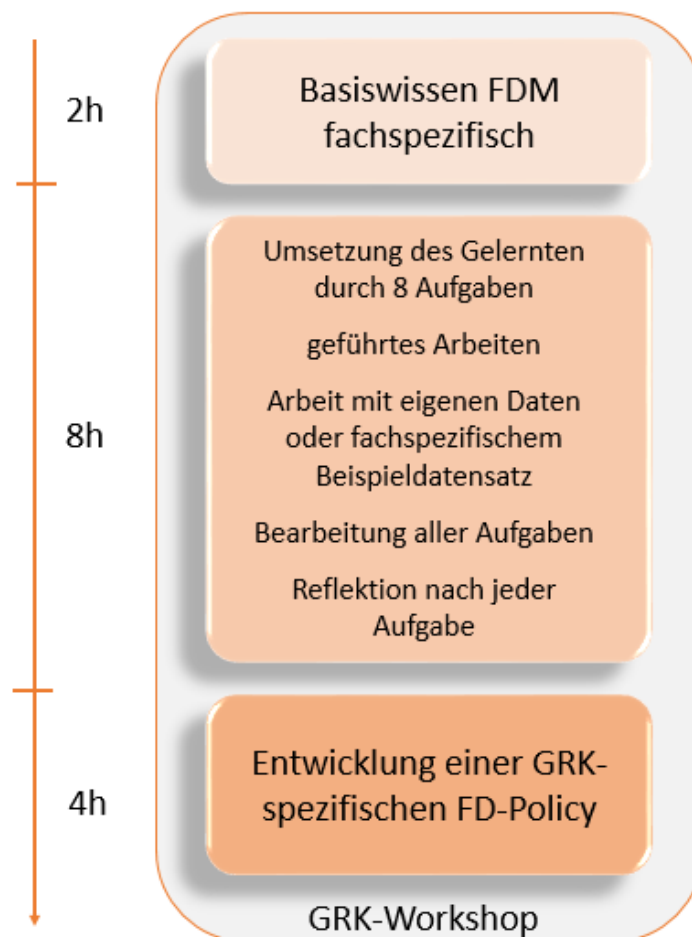 2h
Basiswissen FDM
fachspezifisch
8h
Umsetzung des Gelernten
durch 8 Aufgaben
geführtes Arbeiten
Arbeit mit eigenen Daten
oder fachspezifischem
Beispieldatensatz
Bearbeitung aller Aufgaben
Reflektion nach jeder
Aufgabe
4h
Entwicklung einer GRK-
spezifischen FD-Policy
GRK-Workshop